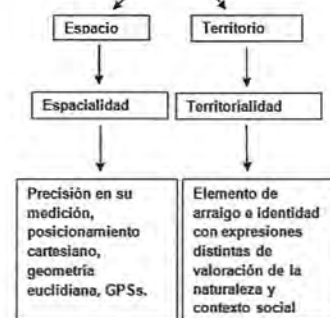 Espacio
Territorio
Espacialidad
Territorialidad
Precisión en su
medición,
posicionamiento
cartesiano,
geometría
euclidiana, GPSs.
Elemento de
arraigo e identidad
con expresiones
distintas de
valoración de la
naturaleza y
contexto social